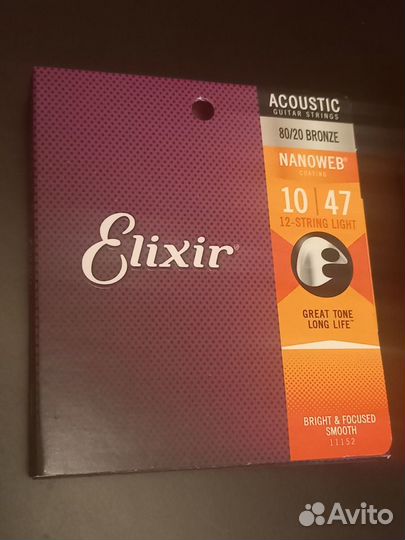 ACOUSTIC
GUITAR STRINGS
80/20 BRONZE
NANOWEB®
COATING
10 | 47
12-STRING LIGHT
Elixir®
GREAT TONE
LONG LIFE™
BRIGHT & FOCUSED
SMOOTH
11152
Avito